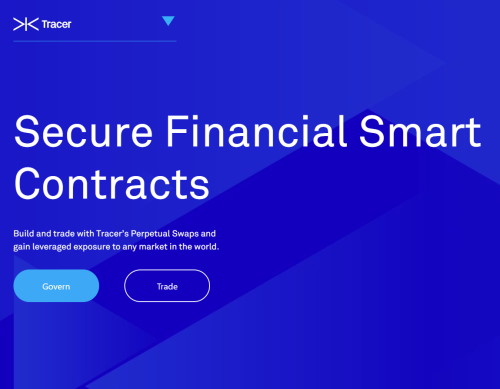 Tracer
Secure Financial Smart
Contracts
Build and trade with Tracer's Perpetual Swaps and
gain leveraged exposure to any market in the world.
Govern
Trade